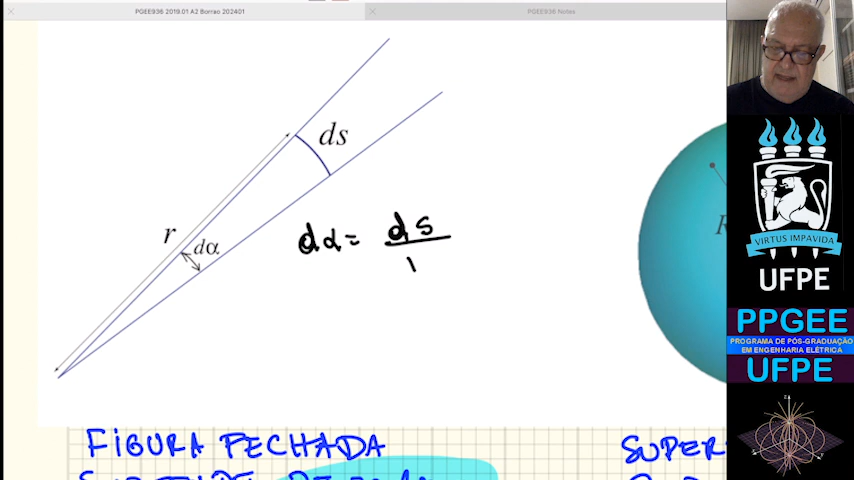 PGEE936 2019.01 A2 Borrao 202401
PGEE936 Notes
ds
r
dα
dα = ds
R
VIRTUS IMPAVIDA
UFPE
PPGEE
PROGRAMA DE PÓS-GRADUAÇÃO
EM ENGENHARIA ELÉTRICA
UFPE
FIGURA FECHADA
SUPER